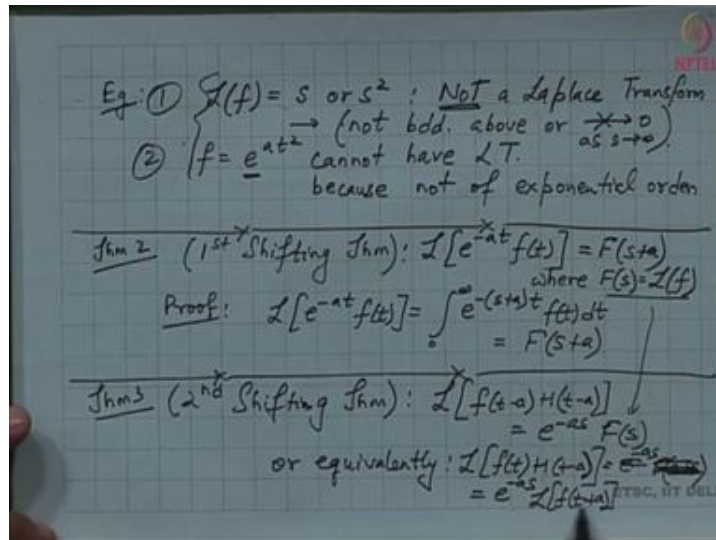 NPTEL
Eg: ① L(f) = s or s² : NOT a Laplace Transform
→ (not bdd. above or ↛ 0 as s→∞).
② f = e^{at²} cannot have LT.
because not of exponential order
Thm 2 (1st Shifting Thm): L[e^{-at} f(t)] = F(s+a)
where F(s)=L(f)
Proof: L[e^{-at} f(t)] = ∫₀^∞ e^{-(s+a)t} f(t) dt
= F(s+a)
Thm 3 (2nd Shifting Thm): L[f(t-a) H(t-a)]
= e^{-as} F(s)
or equivalently: L[f(t) H(t-a)] = e^{-as}
= e^{-as} L[f(t+a)]
ETSC, IIT DEL